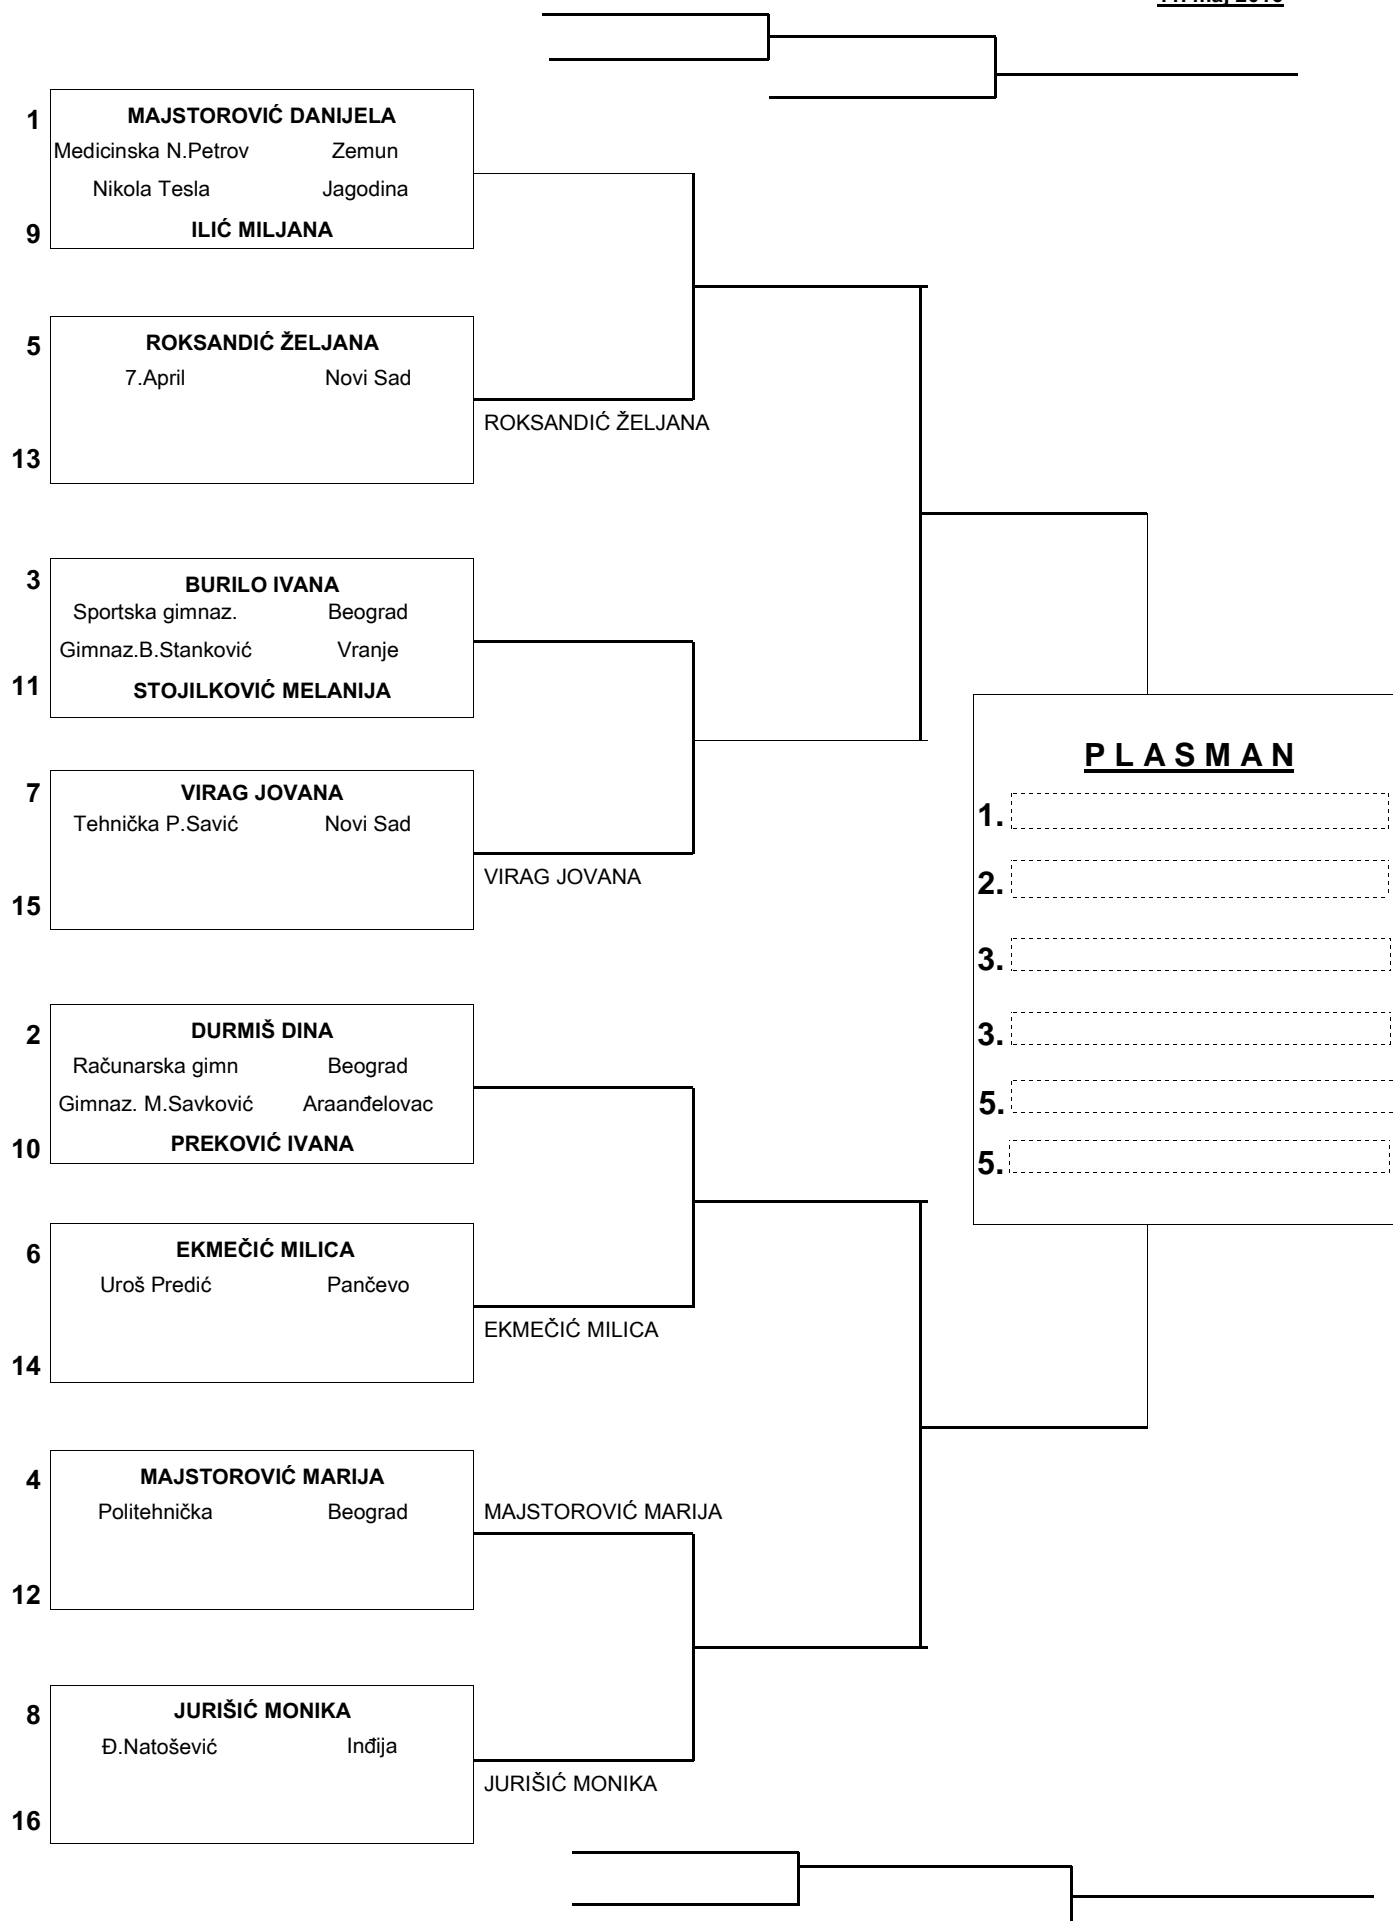 1 MAJSTOROVIĆ DANIJELA
Medicinska N.Petrov Zemun
Nikola Tesla Jagodina
9 ILIĆ MILJANA
5 ROKSANDIĆ ŽELJANA
7.April Novi Sad
ROKSANDIĆ ŽELJANA
13
3 BURILO IVANA
Sportska gimnaz. Beograd
Gimnaz.B.Stanković Vranje
11 STOJILKOVIĆ MELANIJA
7 VIRAG JOVANA
Tehnička P.Savić Novi Sad
VIRAG JOVANA
15
2 DURMIŠ DINA
Računarska gimn Beograd
Gimnaz. M.Savković Araanđelovac
10 PREKOVIĆ IVANA
6 EKMEČIĆ MILICA
Uroš Predić Pančevo
EKMEČIĆ MILICA
14
4 MAJSTOROVIĆ MARIJA
Politehnička Beograd MAJSTOROVIĆ MARIJA
12
8 JURIŠIĆ MONIKA
Đ.Natošević Inđija
JURIŠIĆ MONIKA
16
P L A S M A N
1.
2.
3.
3.
5.
5.